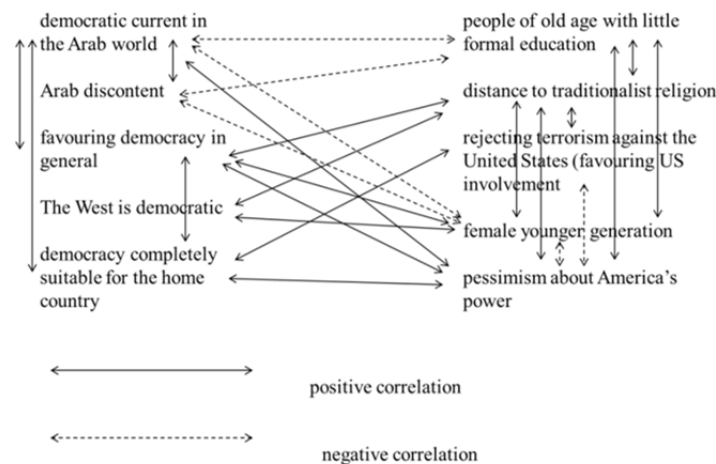 democratic current in
the Arab world
Arab discontent
favouring democracy in
general
The West is democratic
democracy completely
suitable for the home
country
people of old age with little
formal education
distance to traditionalist religion
rejecting terrorism against the
United States (favouring US
involvement
female younger generation
pessimism about America's
power
positive correlation
negative correlation